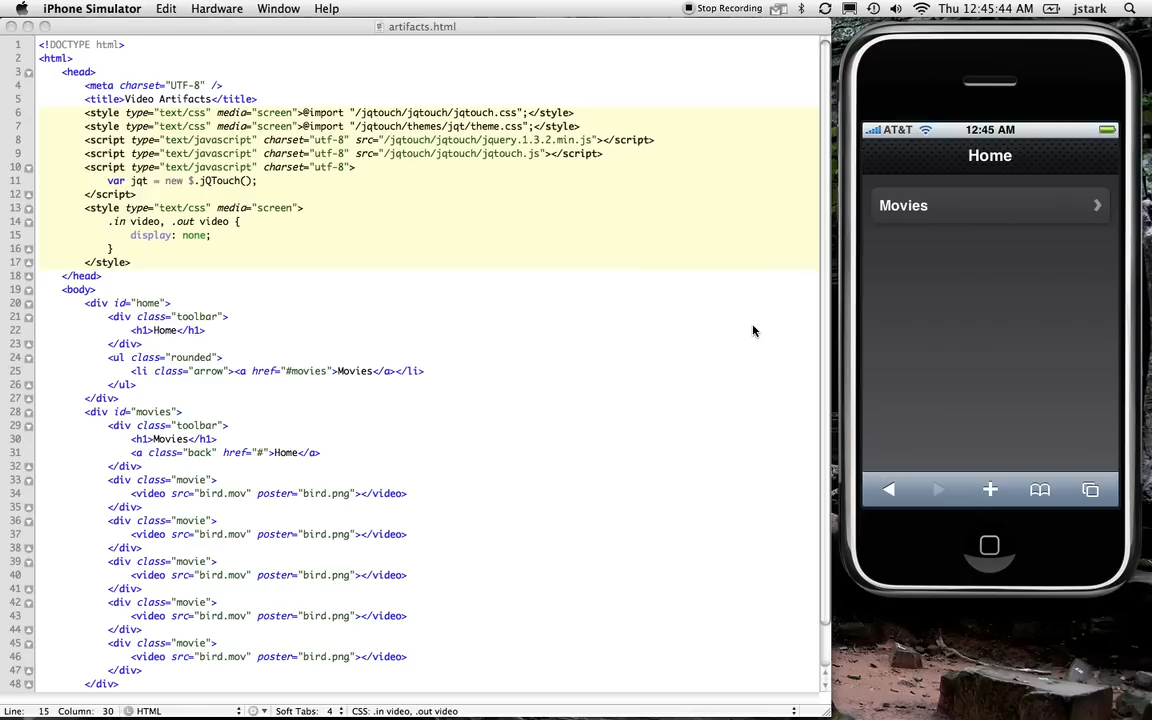 iPhone Simulator Edit Hardware Window Help Stop Recording Thu 12:45:44 AM jstark
artifacts.html
1 <!DOCTYPE html>
2 <html>
3 <head>
4 <meta charset="UTF-8" />
5 <title>Video Artifacts</title>
6 <style type="text/css" media="screen">@import "/jqtouch/jqtouch/jqtouch.css";</style>
7 <style type="text/css" media="screen">@import "/jqtouch/themes/jqt/theme.css";</style>
8 <script type="text/javascript" charset="utf-8" src="/jqtouch/jqtouch/jquery.1.3.2.min.js"></script>
9 <script type="text/javascript" charset="utf-8" src="/jqtouch/jqtouch/jqtouch.js"></script>
10 <script type="text/javascript" charset="utf-8">
11 var jqt = new $.jQTouch();
12 </script>
13 <style type="text/css" media="screen">
14 .in video, .out video {
15 display: none;
16 }
17 </style>
18 </head>
19 <body>
20 <div id="home">
21 <div class="toolbar">
22 <h1>Home</h1>
23 </div>
24 <ul class="rounded">
25 <li class="arrow"><a href="#movies">Movies</a></li>
26 </ul>
27 </div>
28 <div id="movies">
29 <div class="toolbar">
30 <h1>Movies</h1>
31 <a class="back" href="#">Home</a>
32 </div>
33 <div class="movie">
34 <video src="bird.mov" poster="bird.png"></video>
35 </div>
36 <div class="movie">
37 <video src="bird.mov" poster="bird.png"></video>
38 </div>
39 <div class="movie">
40 <video src="bird.mov" poster="bird.png"></video>
41 </div>
42 <div class="movie">
43 <video src="bird.mov" poster="bird.png"></video>
44 </div>
45 <div class="movie">
46 <video src="bird.mov" poster="bird.png"></video>
47 </div>
48 </div>
Line: 15 Column: 30 HTML Soft Tabs: 4 CSS: .in video, .out video
AT&T 12:45 AM
Home
Movies